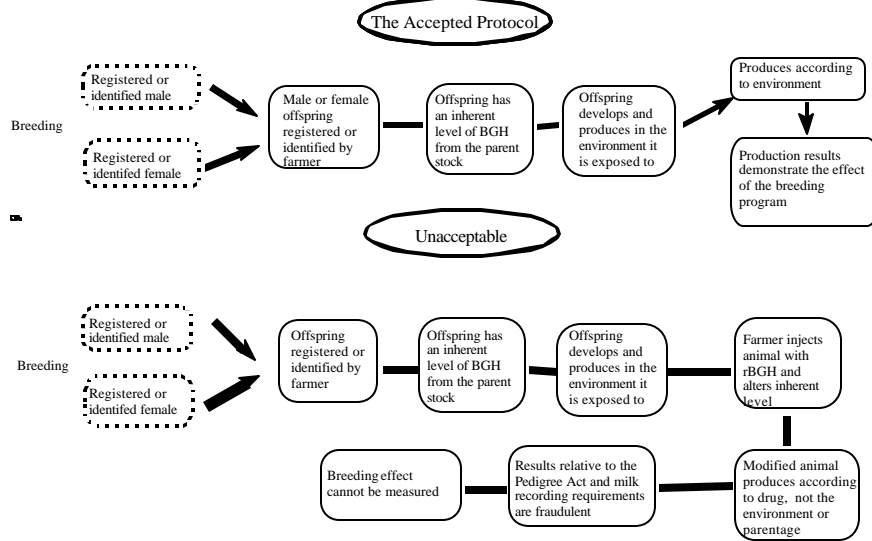 The Accepted Protocol
Breeding
Registered or
identified male
Registered or
identifed female
Male or female
offspring
registered or
identified by
farmer
Offspring has
an inherent
level of BGH
from the parent
stock
Offspring
develops and
produces in the
environment it
is exposed to
Produces according
to environment
Production results
demonstrate the effect
of the breeding
program
Unacceptable
Breeding
Registered or
identified male
Registered or
identifed female
Offspring
registered or
identified by
farmer
Offspring has
an inherent
level of BGH
from the parent
stock
Offspring
develops and
produces in the
environment it
is exposed to
Farmer injects
animal with
rBGH and
alters inherent
level
Modified animal
produces according
to drug, not the
environment or
parentage
Results relative to the
Pedigree Act and milk
recording requirements
are fraudulent
Breeding effect
cannot be measured